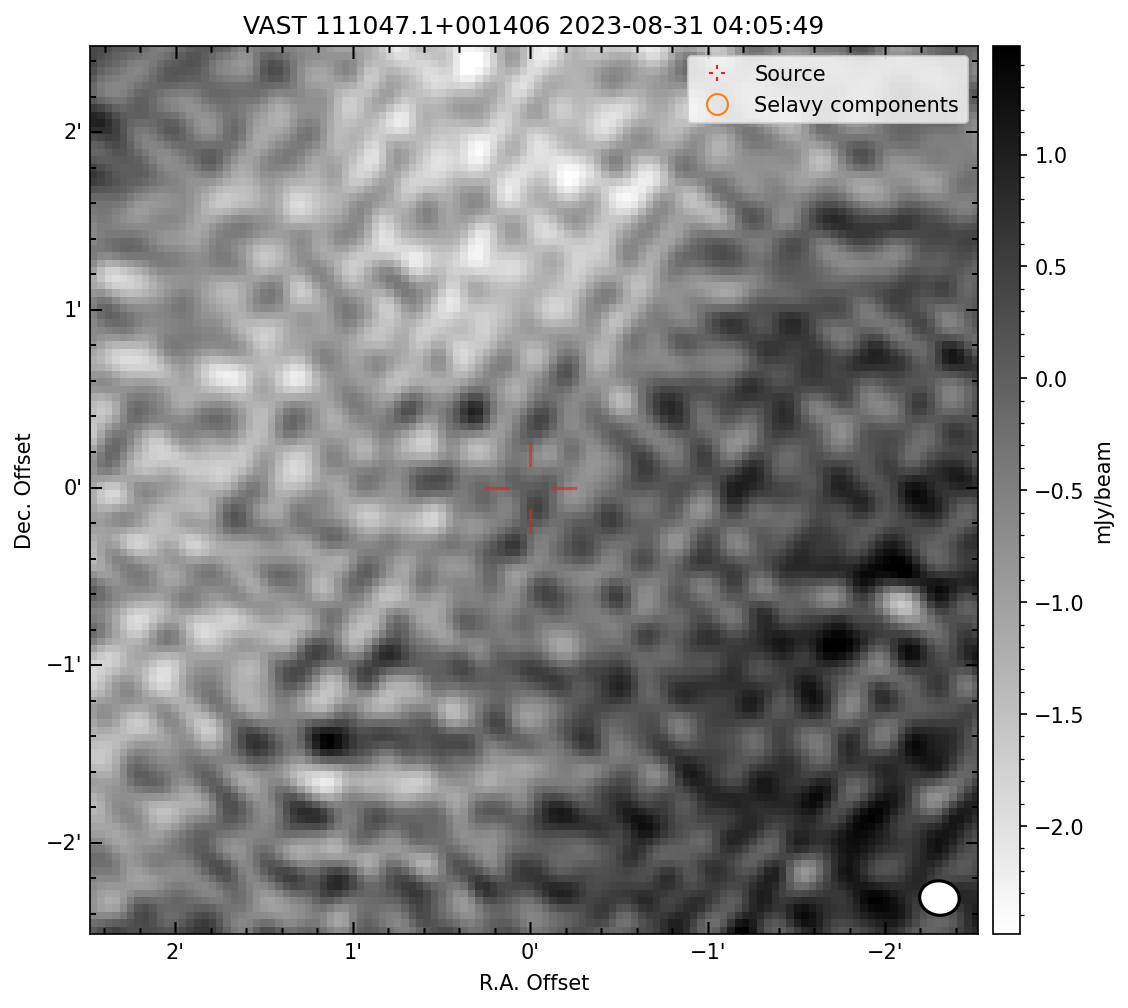 VAST 111047.1+001406 2023-08-31 04:05:49
Source
Selavy components
2'
1'
0'
−1'
−2'
Dec. Offset
2'
1'
0'
−1'
−2'
R.A. Offset
1.0
0.5
0.0
−0.5
−1.0
−1.5
−2.0
mJy/beam